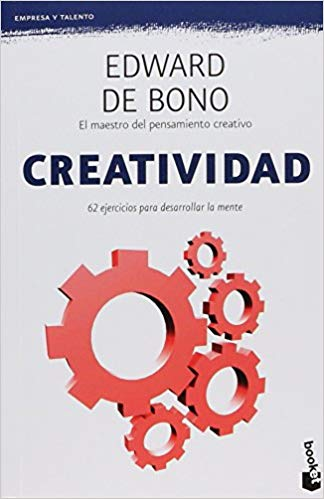 EMPRESA Y TALENTO
EDWARD
DE BONO
El maestro del pensamiento creativo
CREATIVIDAD
62 ejercicios para desarrollar la mente
booket